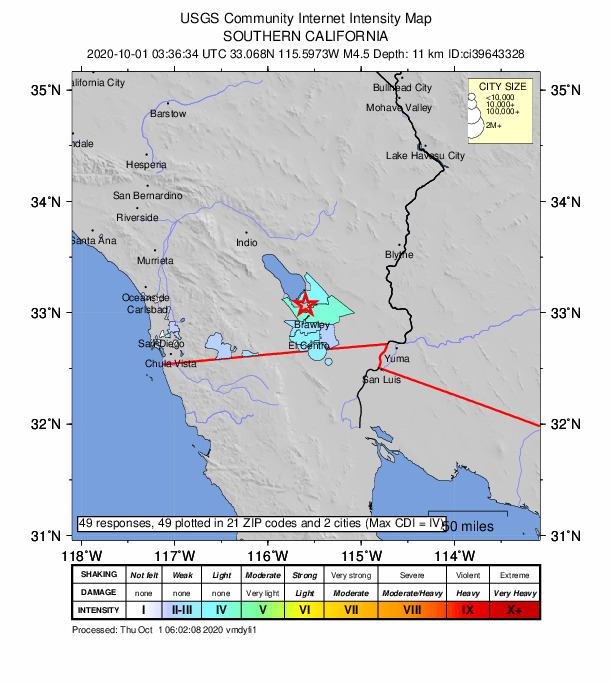 USGS Community Internet Intensity Map
SOUTHERN CALIFORNIA
2020-10-01 03:36:34 UTC 33.068N 115.5973W M4.5 Depth: 11 km ID:ci39643328
35°N
34°N
33°N
32°N
31°N
alifornia City
Barstow
ndale
Hesperia
San Bernardino
Riverside
Santa Ana
Murrieta
Indio
Oceanside
Carlsbad
San Diego
Chula Vista
Brawley
El Centro
Bullhead City
Mohave Valley
Lake Havasu City
Blythe
Yuma
San Luis
CITY SIZE
<10,000
10,000+
100,000+
2M+
49 responses, 49 plotted in 21 ZIP codes and 2 cities (Max CDI = IV)
50 miles
118°W 117°W 116°W 115°W 114°W
SHAKING Not felt Weak Light Moderate Strong Very strong Severe Violent Extreme
DAMAGE none none none Very light Light Moderate Moderate/Heavy Heavy Very Heavy
INTENSITY I II-III IV V VI VII VIII IX X+
Processed: Thu Oct 1 06:02:08 2020 vmdyfi1